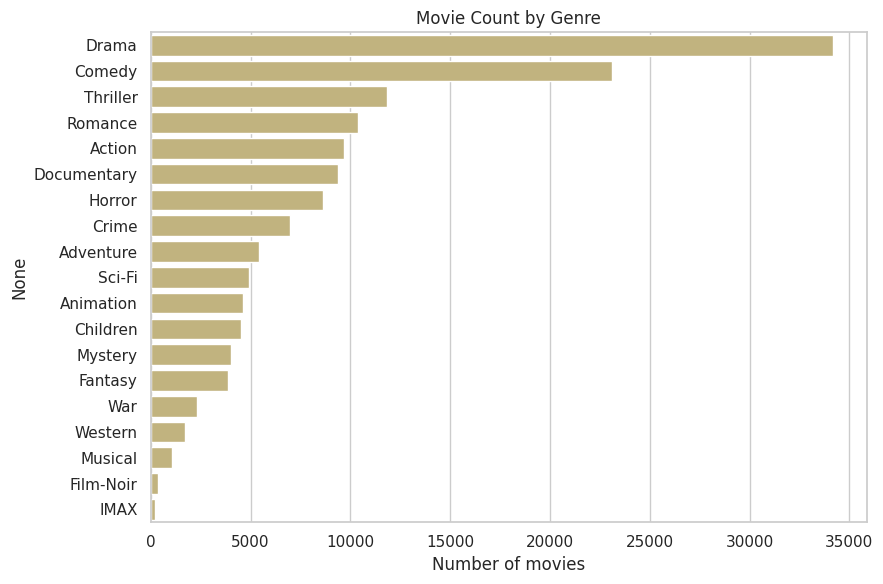 Movie Count by Genre
Drama
Comedy
Thriller
Romance
Action
Documentary
Horror
Crime
Adventure
Sci-Fi
Animation
Children
Mystery
Fantasy
War
Western
Musical
Film-Noir
IMAX
None
0 5000 10000 15000 20000 25000 30000 35000
Number of movies